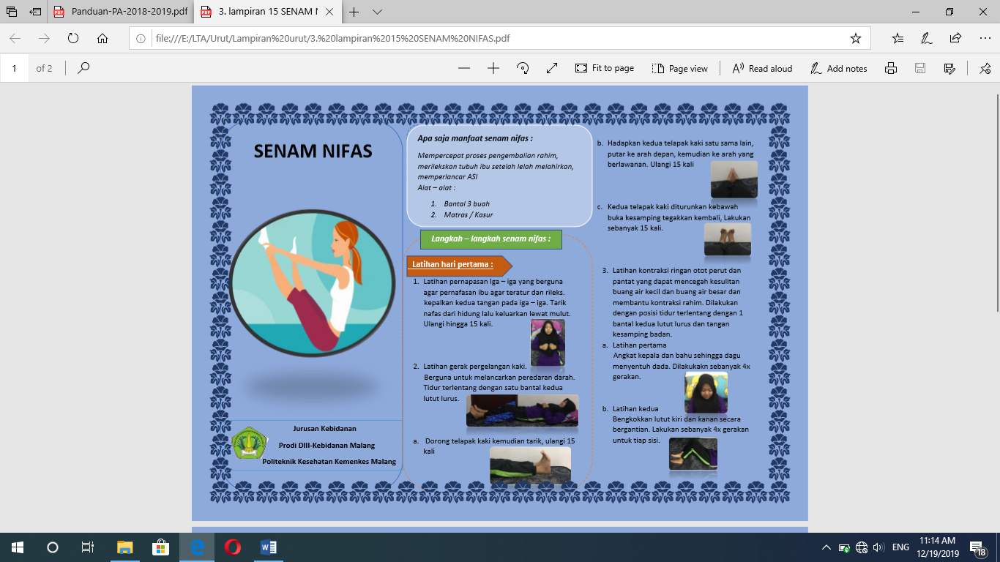 Panduan-PA-2018-2019.pdf
3. lampiran 15 SENAM N
file:///E:/LTA/Urut/Lampiran%20urut/3.%20lampiran%2015%20SENAM%20NIFAS.pdf
1 of 2
Fit to page
Page view
Read aloud
Add notes
SENAM NIFAS
Jurusan Kebidanan
Prodi DIII-Kebidanan Malang
Politeknik Kesehatan Kemenkes Malang
Apa saja manfaat senam nifas :
Mempercepat proses pengembalian rahim,
merilekskan tubuh ibu setelah lelah melahirkan,
memperlancar ASI
Alat – alat :
1. Bantal 3 buah
2. Matras / Kasur
Langkah – langkah senam nifas :
Latihan hari pertama :
1. Latihan pernapasan Iga – iga yang berguna
agar pernafasan ibu agar teratur dan rileks.
kepalkan kedua tangan pada iga – iga. Tarik
nafas dari hidung lalu keluarkan lewat mulut.
Ulangi hingga 15 kali.
2. Latihan gerak pergelangan kaki.
Berguna untuk melancarkan peredaran darah.
Tidur terlentang dengan satu bantal kedua
lutut lurus.
a. Dorong telapak kaki kemudian tarik, ulangi 15
kali
b. Hadapkan kedua telapak kaki satu sama lain,
putar ke arah depan, kemudian ke arah yang
berlawanan. Ulangi 15 kali
c. Kedua telapak kaki diturunkan kebawah
buka kesamping tegakkan kembali, Lakukan
sebanyak 15 kali.
3. Latihan kontraksi ringan otot perut dan
pantat yang dapat mencegah kesulitan
buang air kecil dan buang air besar dan
membantu kontraksi rahim. Dilakukan
dengan posisi tidur terlentang dengan 1
bantal kedua lutut lurus dan tangan
kesamping badan.
a. Latihan pertama
Angkat kepala dan bahu sehingga dagu
menyentuh dada. Dilakukakn sebanyak 4x
gerakan.
b. Latihan kedua
Bengkokkan lutut kiri dan kanan secara
bergantian. Lakukan sebanyak 4x gerakan
untuk tiap sisi.
ENG
11:14 AM
12/19/2019
18